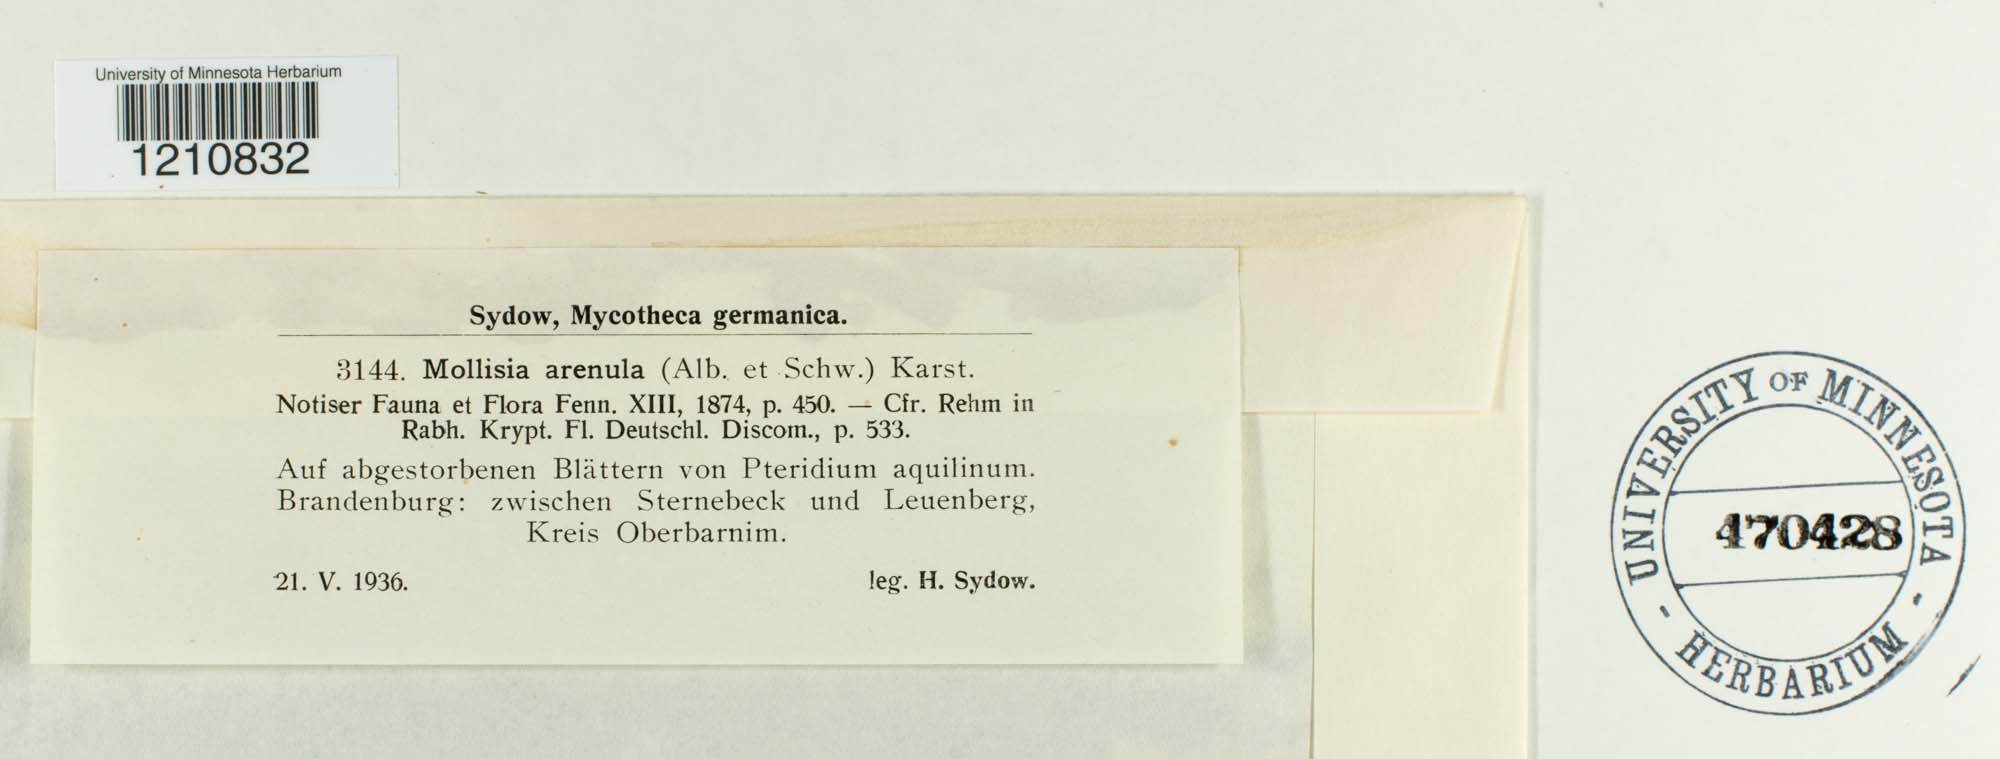 University of Minnesota Herbarium
1210832
Sydow, Mycotheca germanica.
3144. Mollisia arenula (Alb. et Schw.) Karst.
Notiser Fauna et Flora Fenn. XIII, 1874, p. 450. — Cfr. Rehm in
Rabh. Krypt. Fl. Deutschl. Discom., p. 533.
Auf abgestorbenen Blättern von Pteridium aquilinum.
Brandenburg: zwischen Sternebeck und Leuenberg,
Kreis Oberbarnim.
21. V. 1936. leg. H. Sydow.
UNIVERSITY OF MINNESOTA
470428
- HERBARIUM -